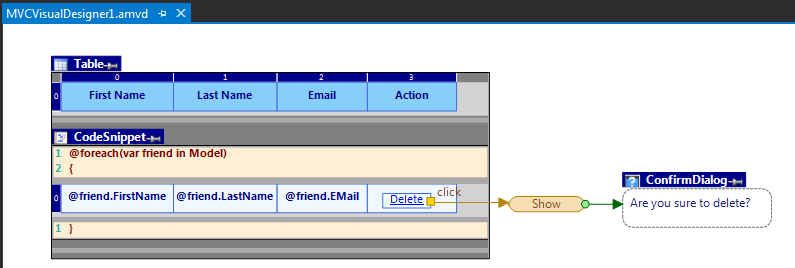 MVCVisualDesigner1.amvd
Table
0 1 2 3
0 First Name Last Name Email Action
CodeSnippet
1 @foreach(var friend in Model)
2 {
0 @friend.FirstName @friend.LastName @friend.EMail Delete click Show
ConfirmDialog
Are you sure to delete?
1 }